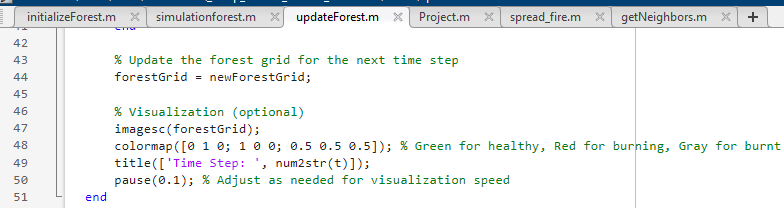 initializeForest.m simulationforest.m updateForest.m Project.m spread_fire.m getNeighbors.m +
41 end
42
43 % Update the forest grid for the next time step
44 forestGrid = newForestGrid;
45
46 % Visualization (optional)
47 imagesc(forestGrid);
48 colormap([0 1 0; 1 0 0; 0.5 0.5 0.5]); % Green for healthy, Red for burning, Gray for burnt
49 title(['Time Step: ', num2str(t)]);
50 pause(0.1); % Adjust as needed for visualization speed
51 end